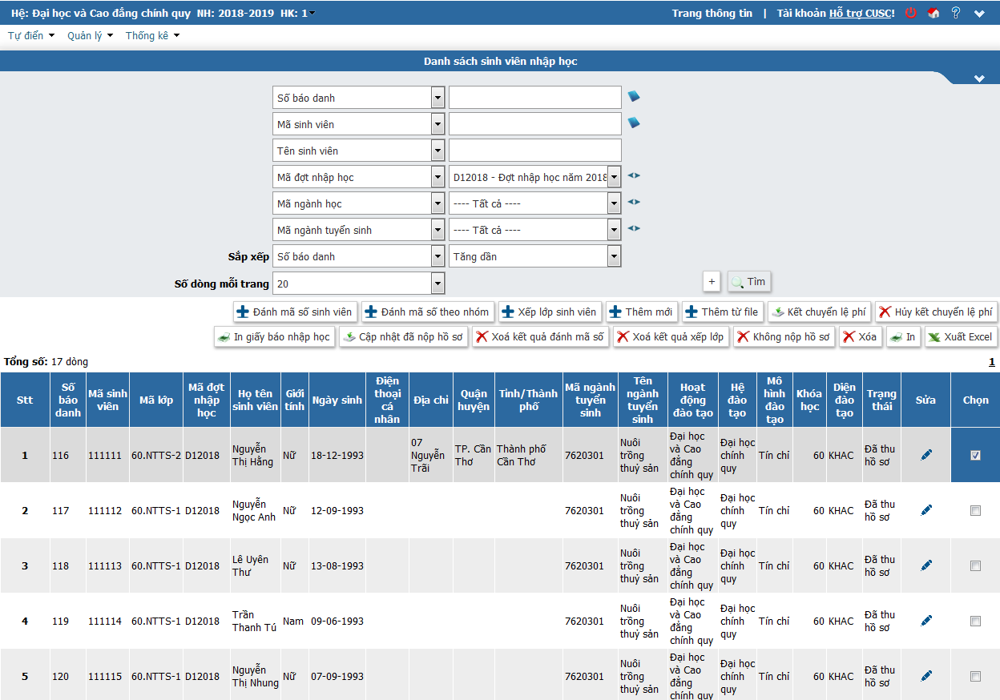 Hệ: Đại học và Cao đẳng chính quy NH: 2018-2019 HK: 1 Trang thông tin | Tài khoản Hỗ trợ CUSC!
Tự điển Quản lý Thống kê
Danh sách sinh viên nhập học
Số báo danh
Mã sinh viên
Tên sinh viên
Mã đợt nhập học D12018 - Đợt nhập học năm 2018
Mã ngành học ---- Tất cả ----
Mã ngành tuyển sinh ---- Tất cả ----
Sắp xếp Số báo danh Tăng dần
Số dòng mỗi trang 20 + Tìm
Đánh mã số sinh viên Đánh mã số theo nhóm Xếp lớp sinh viên Thêm mới Thêm từ file Kết chuyển lệ phí Hủy kết chuyển lệ phí
In giấy báo nhập học Cập nhật đã nộp hồ sơ Xoá kết quả đánh mã số Xoá kết quả xếp lớp Không nộp hồ sơ Xóa In Xuất Excel
Tổng số: 17 dòng 1
Stt Số báo danh Mã sinh viên Mã lớp Mã đợt nhập học Họ tên sinh viên Giới tính Ngày sinh Điện thoại cá nhân Địa chỉ Quận huyện Tỉnh/Thành phố Mã ngành tuyển sinh Tên ngành tuyển sinh Hoạt động đào tạo Hệ đào tạo Mô hình đào tạo Khóa học Diện đào tạo Trạng thái Sửa Chọn
1 116 111111 60.NTTS-2 D12018 Nguyễn Thị Hằng Nữ 18-12-1993 07 Nguyễn Trãi TP. Cần Thơ Thành phố Cần Thơ 7620301 Nuôi trồng thuỷ sản Đại học và Cao đẳng chính quy Đại học chính quy Tín chỉ 60 KHAC Đã thu hồ sơ
2 117 111112 60.NTTS-1 D12018 Nguyễn Ngọc Anh Nữ 12-09-1993 7620301 Nuôi trồng thuỷ sản Đại học và Cao đẳng chính quy Đại học chính quy Tín chỉ 60 KHAC Đã thu hồ sơ
3 118 111113 60.NTTS-1 D12018 Lê Uyên Thư Nữ 13-08-1993 7620301 Nuôi trồng thuỷ sản Đại học và Cao đẳng chính quy Đại học chính quy Tín chỉ 60 KHAC Đã thu hồ sơ
4 119 111114 60.NTTS-1 D12018 Trần Thanh Tú Nam 09-06-1993 7620301 Nuôi trồng thuỷ sản Đại học và Cao đẳng chính quy Đại học chính quy Tín chỉ 60 KHAC Đã thu hồ sơ
5 120 111115 60.NTTS-1 D12018 Nguyễn Thị Nhung Nữ 07-09-1993 7620301 Nuôi trồng thuỷ sản Đại học và Cao đẳng chính quy Đại học chính quy Tín chỉ 60 KHAC Đã thu hồ sơ